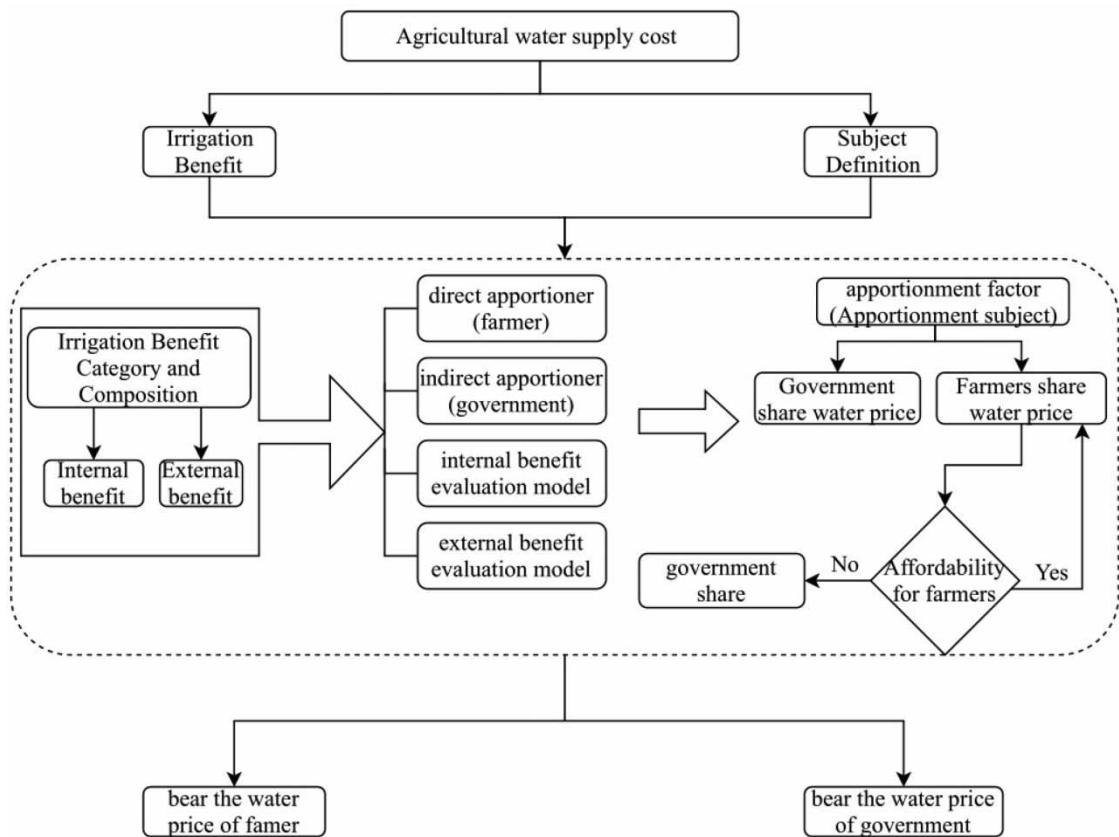 Agricultural water supply cost
Irrigation
Benefit
Subject
Definition
Irrigation Benefit
Category and
Composition
Internal
benefit
External
benefit
direct apportioner
(farmer)
indirect apportioner
(government)
internal benefit
evaluation model
external benefit
evaluation model
apportionment factor
(Apportionment subject)
Government
share water price
Farmers share
water price
Affordability
for farmers
No
Yes
government
share
bear the water
price of famer
bear the water price
of government